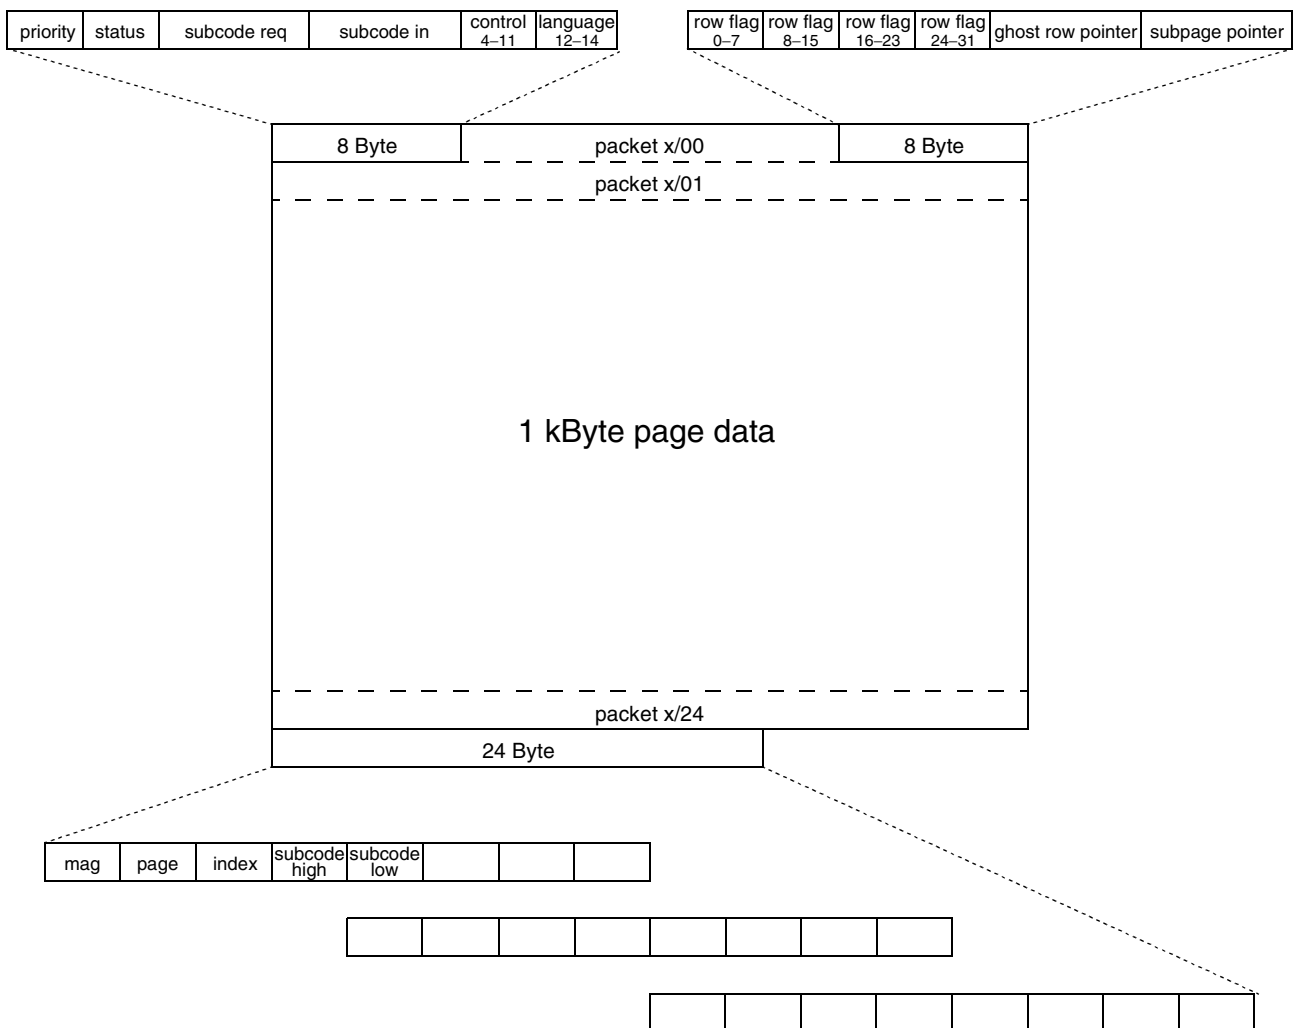 priority status subcode req subcode in control 4–11 language 12–14 row flag 0–7 row flag 8–15 row flag 16–23 row flag 24–31 ghost row pointer subpage pointer
8 Byte packet x/00 8 Byte
packet x/01
1 kByte page data
packet x/24
24 Byte
mag page index subcode high subcode low